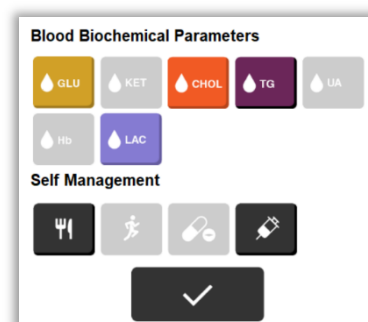 Blood Biochemical Parameters
GLU KET CHOL TG UA
Hb LAC
Self Management